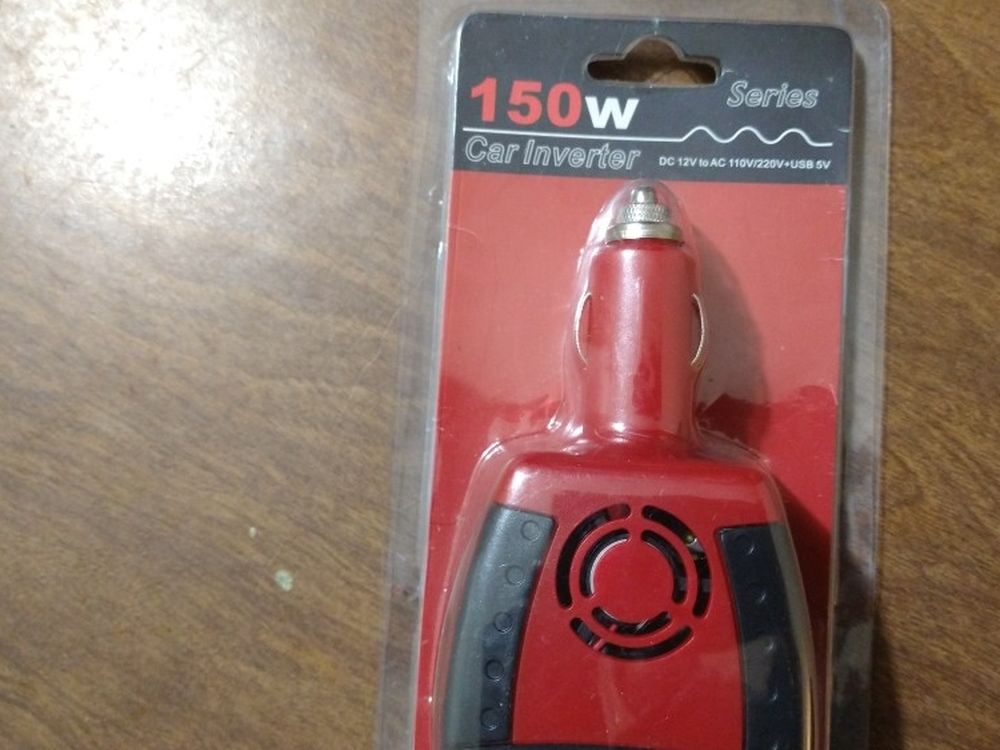 150w
Series
Car Inverter
DC 12V to AC 110V/220V+USB 5V